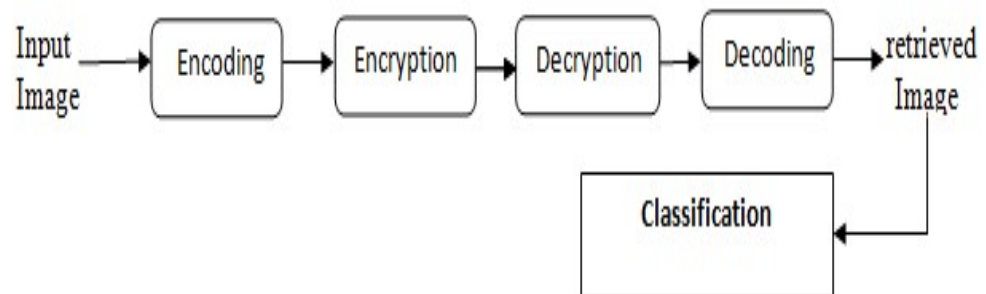 Input
Image
Encoding
Encryption
Decryption
Decoding
retrieved
Image
Classification